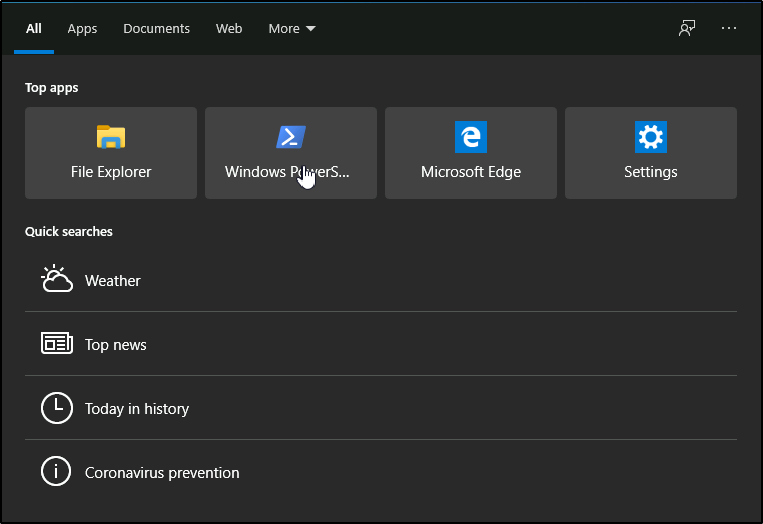 All Apps Documents Web More
Top apps
File Explorer Windows PowerS... Microsoft Edge Settings
Quick searches
Weather
Top news
Today in history
Coronavirus prevention